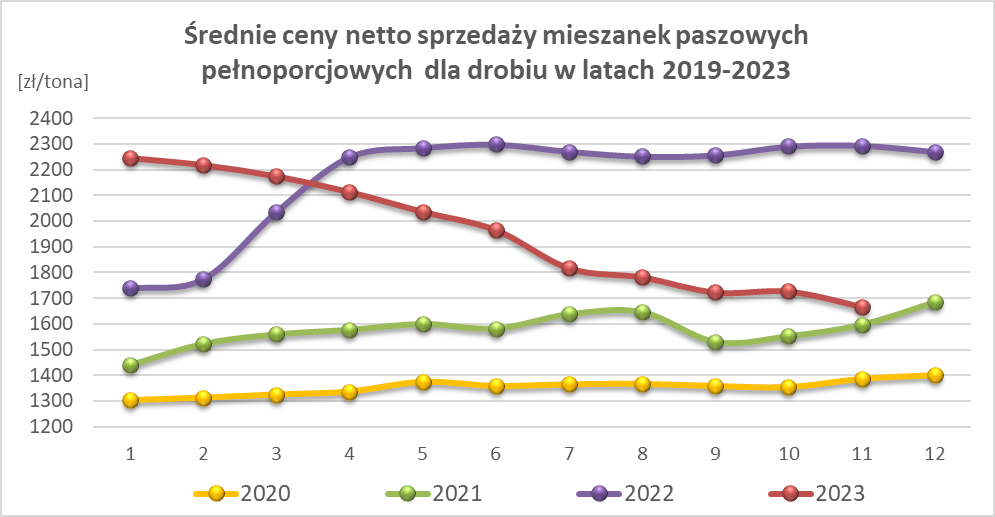 Średnie ceny netto sprzedaży mieszanek paszowych
pełnoporcjowych dla drobiu w latach 2019-2023
[zł/tona]
2400
2300
2200
2100
2000
1900
1800
1700
1600
1500
1400
1300
1200
1 2 3 4 5 6 7 8 9 10 11 12
2020 2021 2022 2023